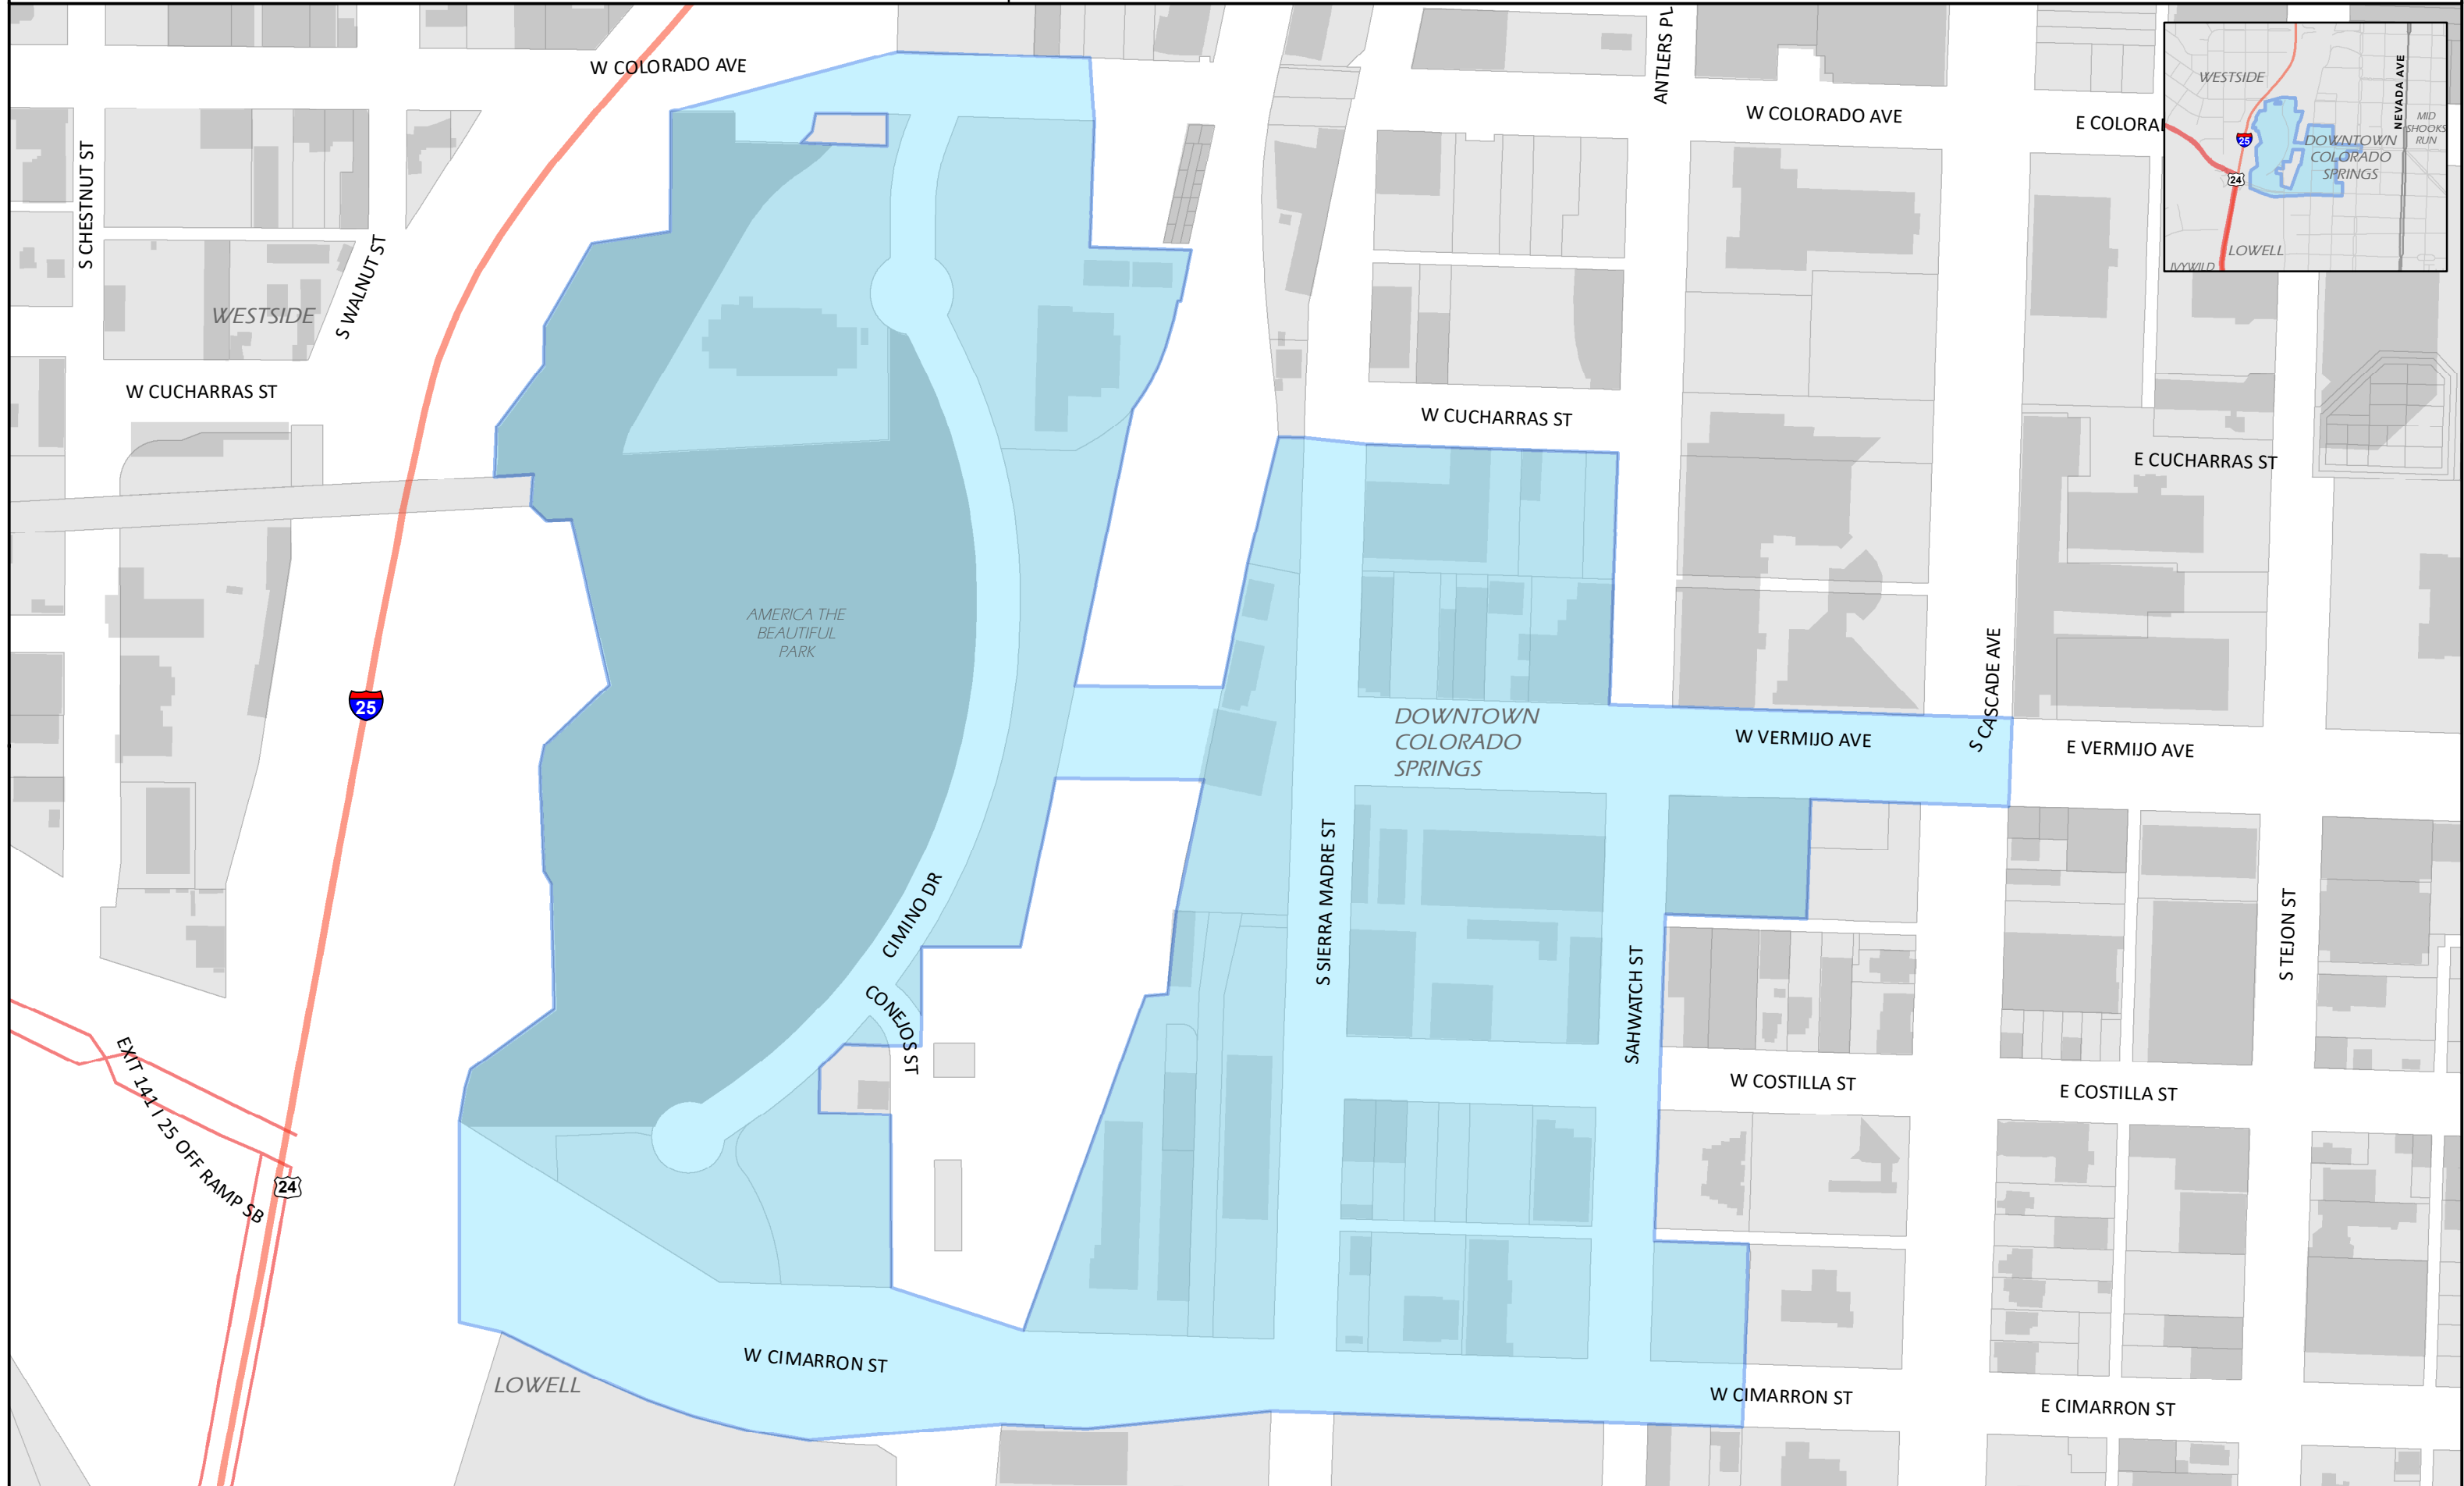 W COLORADO AVE
ANTLERS PL
W COLORADO AVE
E COLORA
WESTSIDE
NEVADA AVE
MID
SHOOKS
RUN
25
DOWNTOWN
COLORADO
SPRINGS
24
LOWELL
IVYWILD
S CHESTNUT ST
WESTSIDE
S WALNUT ST
W CUCHARRAS ST
W CUCHARRAS ST
E CUCHARRAS ST
AMERICA THE
BEAUTIFUL
PARK
25
DOWNTOWN
COLORADO
SPRINGS
W VERMIJO AVE
S CASCADE AVE
E VERMIJO AVE
CIMINO DR
S SIERRA MADRE ST
SAHWATCH ST
S TEJON ST
CONEJOS ST
EXIT 141 I 25 OFF RAMP SB
24
W COSTILLA ST
E COSTILLA ST
W CIMARRON ST
LOWELL
W CIMARRON ST
E CIMARRON ST